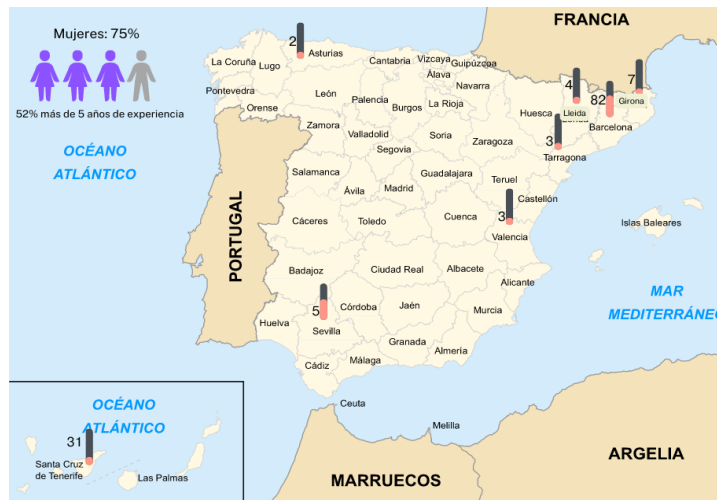 Mujeres: 75%
52% más de 5 años de experiencia
FRANCIA
2
Asturias
La Coruña
Lugo
Cantabria
Vizcaya
Guipúzcoa
Álava
Navarra
Pontevedra
Orense
León
Palencia
Burgos
La Rioja
Huesca
4
Lleida
82
Barcelona
7
Girona
OCÉANO
ATLÁNTICO
Zamora
Valladolid
Soria
Zaragoza
3
Tarragona
Segovia
Salamanca
Ávila
Madrid
Guadalajara
Teruel
Castellón
PORTUGAL
Cáceres
Toledo
Cuenca
3
Valencia
Islas Baleares
Badajoz
Ciudad Real
Albacete
Alicante
MAR
MEDITERRÁNEO
5
Sevilla
Córdoba
Jaén
Murcia
Huelva
Granada
Almería
Cádiz
Málaga
Ceuta
Melilla
OCÉANO
ATLÁNTICO
31
Santa Cruz
de Tenerife
Las Palmas
MARRUECOS
ARGELIA